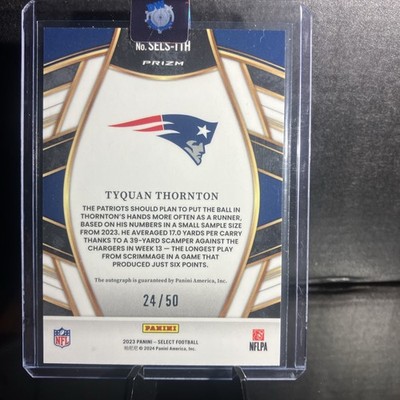 No. SELS-TTH
PRIZM
TYQUAN THORNTON
THE PATRIOTS SHOULD PLAN TO PUT THE BALL IN
THORNTON'S HANDS MORE OFTEN AS A RUNNER,
BASED ON HIS NUMBERS IN A SMALL SAMPLE SIZE
FROM 2023. HE AVERAGED 17.0 YARDS PER CARRY
THANKS TO A 39-YARD SCAMPER AGAINST THE
CHARGERS IN WEEK 13 — THE LONGEST PLAY
FROM SCRIMMAGE IN A GAME THAT
PRODUCED JUST SIX POINTS.
The autograph is guaranteed by Panini America, Inc.
24/50
PANINI
NFL
NFLPA
2023 PANINI - SELECT FOOTBALL
© 2024 Panini America, Inc.